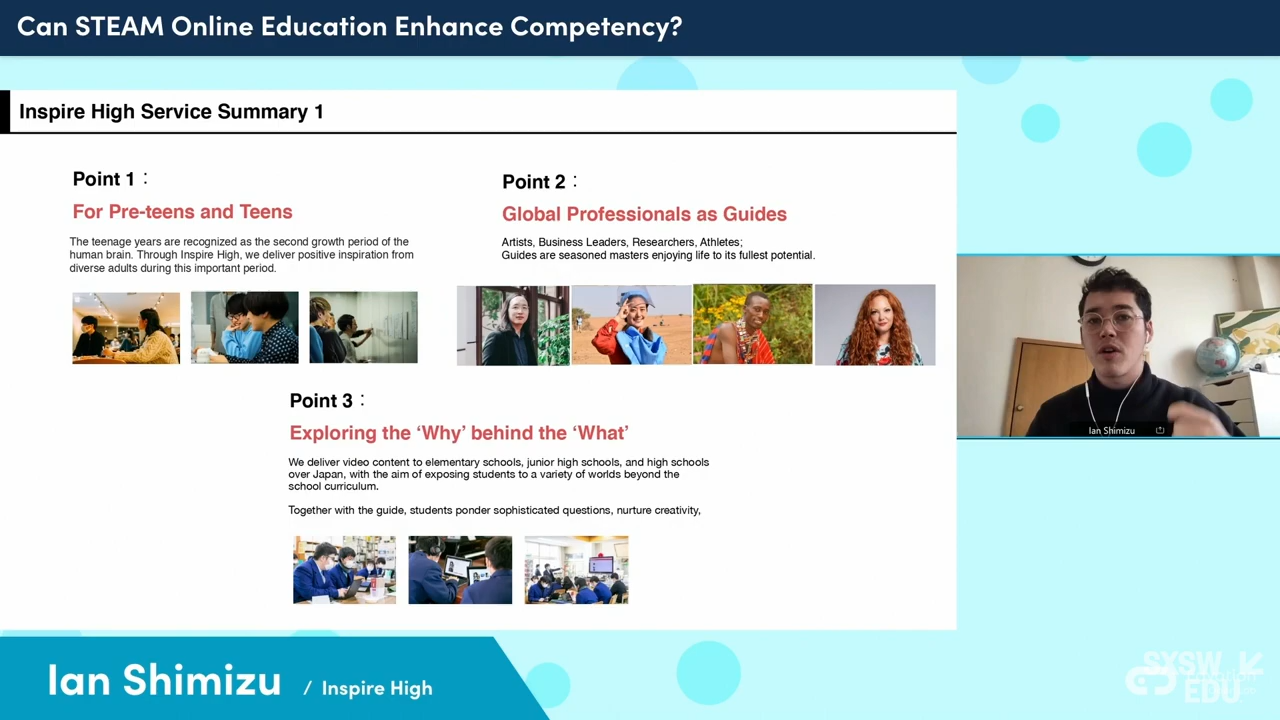 Can STEAM Online Education Enhance Competency?
Inspire High Service Summary 1
Point 1：
For Pre-teens and Teens
The teenage years are recognized as the second growth period of the
human brain. Through Inspire High, we deliver positive inspiration from
diverse adults during this important period.
Point 2：
Global Professionals as Guides
Artists, Business Leaders, Researchers, Athletes;
Guides are seasoned masters enjoying life to its fullest potential.
Point 3：
Exploring the ‘Why’ behind the ‘What’
We deliver video content to elementary schools, junior high schools, and high schools
over Japan, with the aim of exposing students to a variety of worlds beyond the
school curriculum.
Together with the guide, students ponder sophisticated questions, nurture creativity,
Ian Shimizu
Ian Shimizu / Inspire High
SXSW
EDU